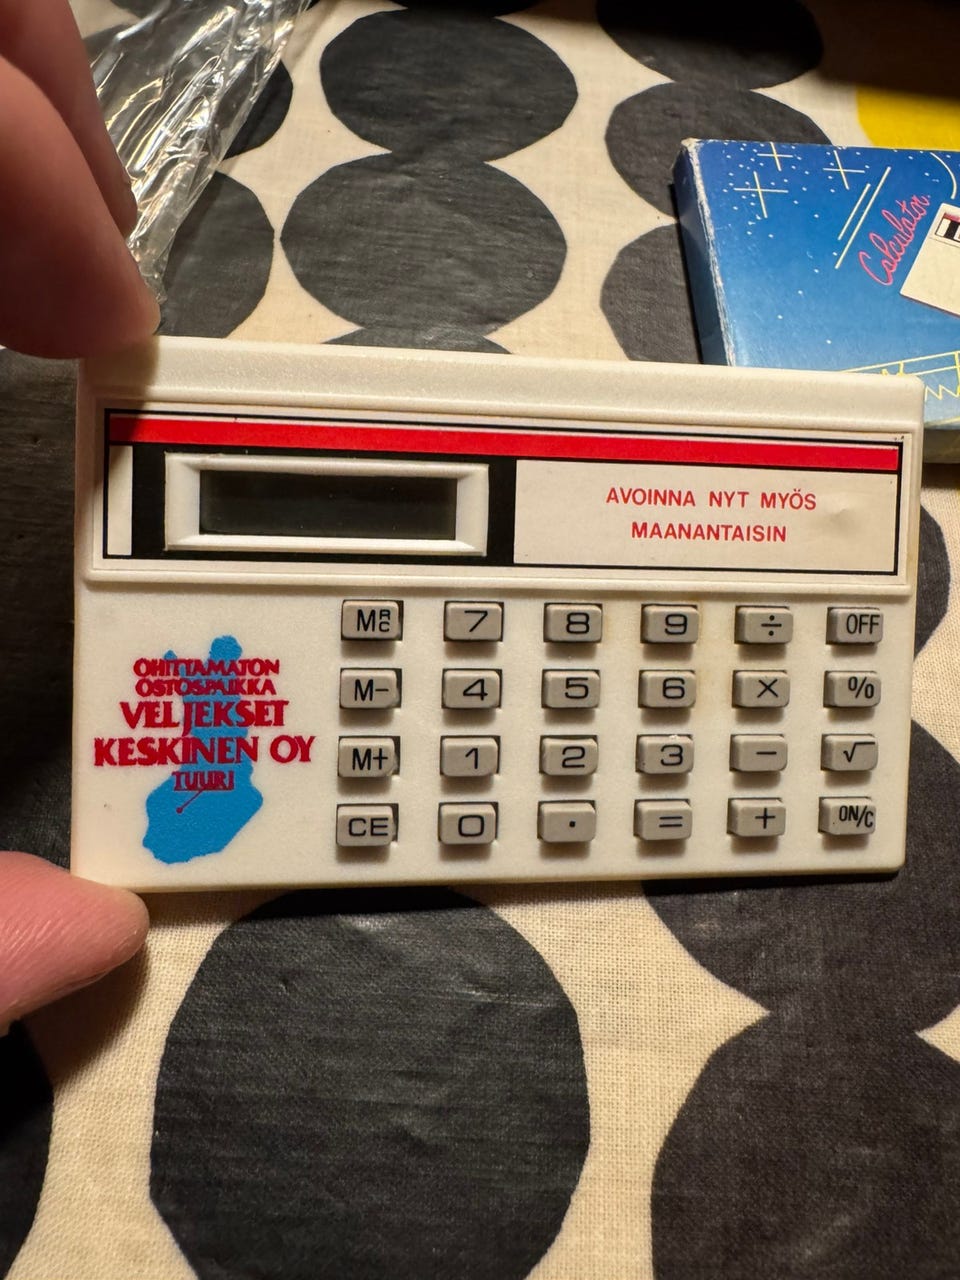 Calculator
AVOINNA NYT MYÖS
MAANANTAISIN
OHITTAMATON
OSTOSPAIKKA
VELJEKSET
KESKINEN OY
TUURI
MRC 7 8 9 ÷ OFF
M- 4 5 6 × %
M+ 1 2 3 - √
CE 0 . = + ON/C